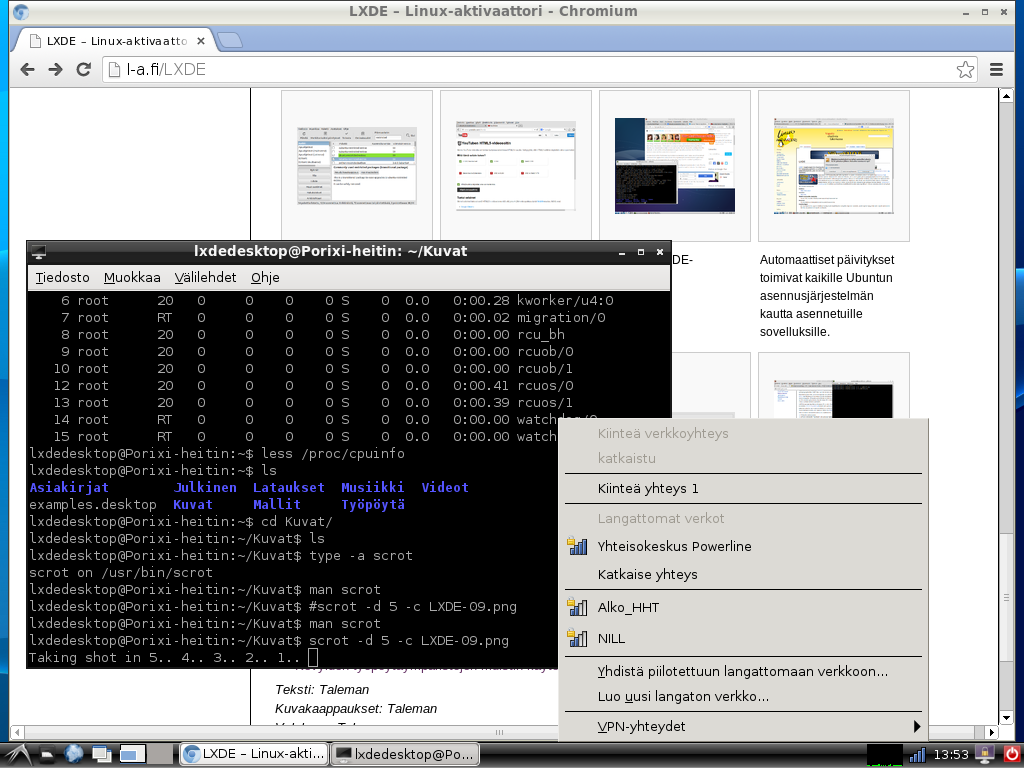 LXDE – Linux-aktivaattori - Chromium
LXDE – Linux-aktivaatto
l-a.fi/LXDE
DE-
Automaattiset päivitykset
toimivat kaikille Ubuntun
asennusjärjestelmän
kautta asennetuille
sovelluksille.
lxdedesktop@Porixi-heitin: ~/Kuvat
Tiedosto Muokkaa Välilehdet Ohje
6 root 20 0 0 0 0 S 0 0.0 0:00.28 kworker/u4:0
7 root RT 0 0 0 0 S 0 0.0 0:00.02 migration/0
8 root 20 0 0 0 0 S 0 0.0 0:00.00 rcu_bh
9 root 20 0 0 0 0 S 0 0.0 0:00.00 rcuob/0
10 root 20 0 0 0 0 S 0 0.0 0:00.00 rcuob/1
12 root 20 0 0 0 0 S 0 0.0 0:00.41 rcuos/0
13 root 20 0 0 0 0 S 0 0.0 0:00.39 rcuos/1
14 root RT 0 0 0 0 S 0 0.0 0:00.00 watchdog/0
15 root RT 0 0 0 0 S 0 0.0 0:00.00 watch
lxdedesktop@Porixi-heitin:~$ less /proc/cpuinfo
lxdedesktop@Porixi-heitin:~$ ls
Asiakirjat Julkinen Lataukset Musiikki Videot
examples.desktop Kuvat Mallit Työpöytä
lxdedesktop@Porixi-heitin:~$ cd Kuvat/
lxdedesktop@Porixi-heitin:~/Kuvat$ ls
lxdedesktop@Porixi-heitin:~/Kuvat$ type -a scrot
scrot on /usr/bin/scrot
lxdedesktop@Porixi-heitin:~/Kuvat$ man scrot
lxdedesktop@Porixi-heitin:~/Kuvat$ #scrot -d 5 -c LXDE-09.png
lxdedesktop@Porixi-heitin:~/Kuvat$ man scrot
lxdedesktop@Porixi-heitin:~/Kuvat$ scrot -d 5 -c LXDE-09.png
Taking shot in 5.. 4.. 3.. 2.. 1..
Teksti: Taleman
Kuvakaappaukset: Taleman
Kiinteä verkkoyhteys
katkaistu
Kiinteä yhteys 1
Langattomat verkot
Yhteisokeskus Powerline
Katkaise yhteys
Alko_HHT
NILL
Yhdistä piilotettuun langattomaan verkkoon...
Luo uusi langaton verkko...
VPN-yhteydet
LXDE – Linux-akti...
lxdedesktop@Po...
13:53